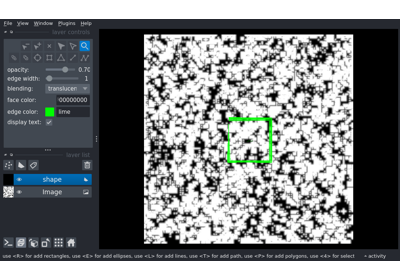 File View Window Plugins Help
layer controls
opacity: 0.70
edge width: 1
blending: translucen
face color: 00000000
edge color: lime
display text:
layer list
shape
Image
use <R> for add rectangles, use <E> for add ellipses, use <L> for add lines, use <T> for add path, use <P> for add polygons, use <4> for select
activity